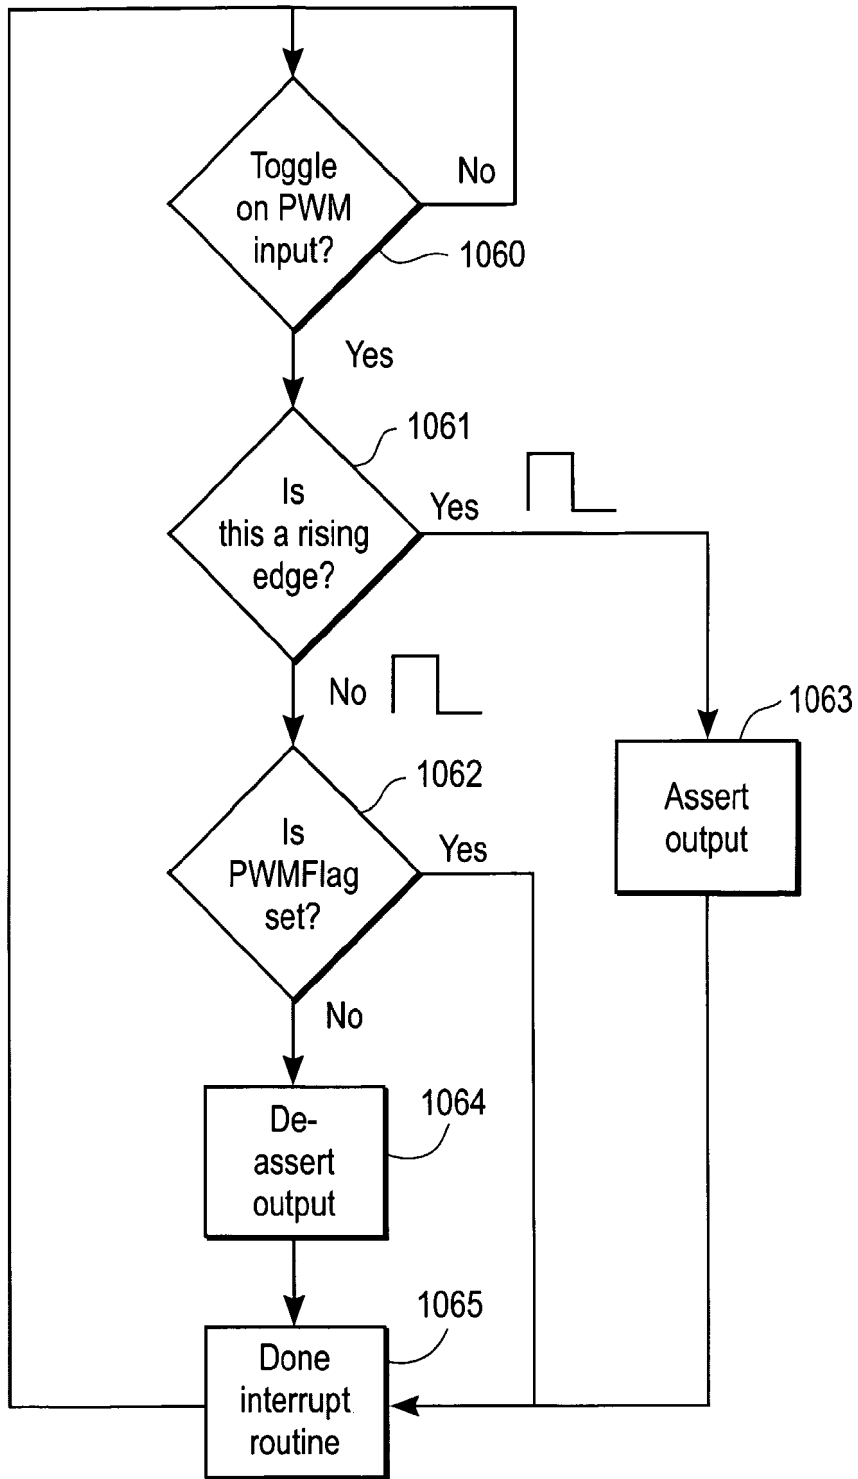 Toggle
on PWM
input?
No
1060
Yes
1061
Is
this a rising
edge?
Yes
No
1062
1063
Assert
output
Is
PWMFlag
set?
Yes
No
1064
De-
assert
output
1065
Done
interrupt
routine